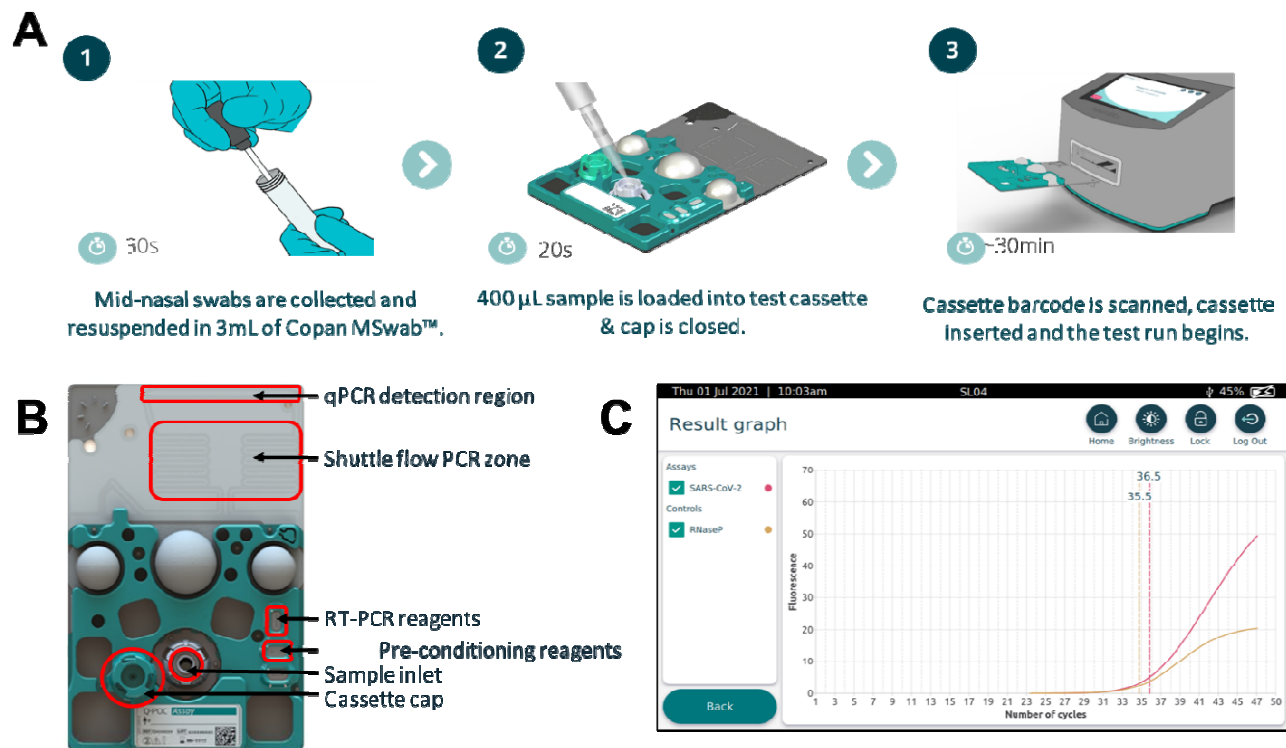 A
1
2
3
30s
20s
~30min
Mid-nasal swabs are collected and
resuspended in 3mL of Copan MSwab™.
400 µL sample is loaded into test cassette
& cap is closed.
Cassette barcode is scanned, cassette
inserted and the test run begins.
B
qPCR detection region
Shuttle flow PCR zone
RT-PCR reagents
Pre-conditioning reagents
Sample inlet
Cassette cap
Q-POC ASSAY
C
Thu 01 Jul 2021 | 10:03am SL04 45%
Result graph
Home Brightness Lock Log Out
Assays
SARS-CoV-2
Controls
RNaseP
Back
Fluorescence
70
60
50
40
30
20
10
0
36.5
35.5
1 3 5 7 9 11 13 15 17 19 21 23 25 27 29 31 33 35 37 39 41 43 45 47 50
Number of cycles